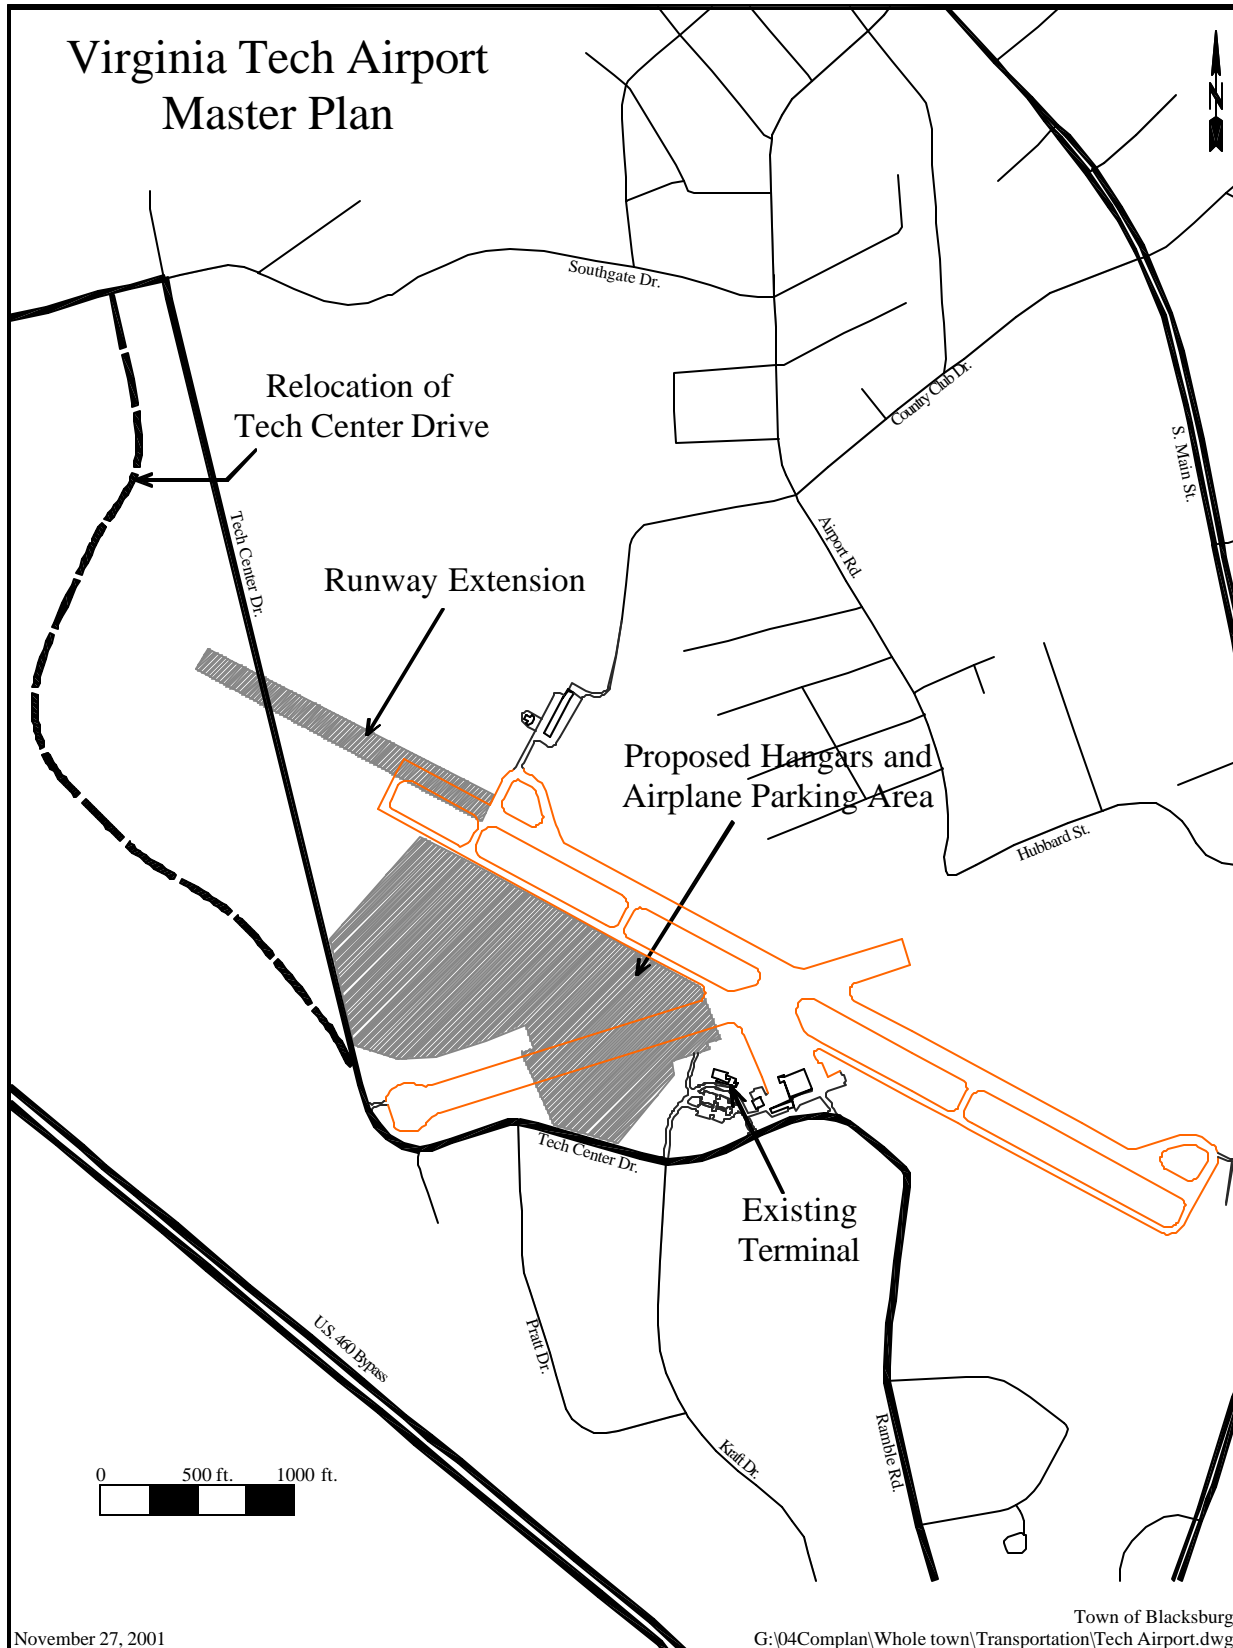 Virginia Tech Airport
Master Plan
N
Southgate Dr.
Relocation of
Tech Center Drive
Country Club Dr.
S. Main St.
Tech Center Dr.
Airport Rd.
Runway Extension
Proposed Hangars and
Airplane Parking Area
Hubbard St.
Tech Center Dr.
Existing
Terminal
U.S. 460 Bypass
Pratt Dr.
Kraft Dr.
Ramble Rd.
0 500 ft. 1000 ft.
Town of Blacksburg
November 27, 2001
G:\04Complan\Whole town\Transportation\Tech Airport.dwg